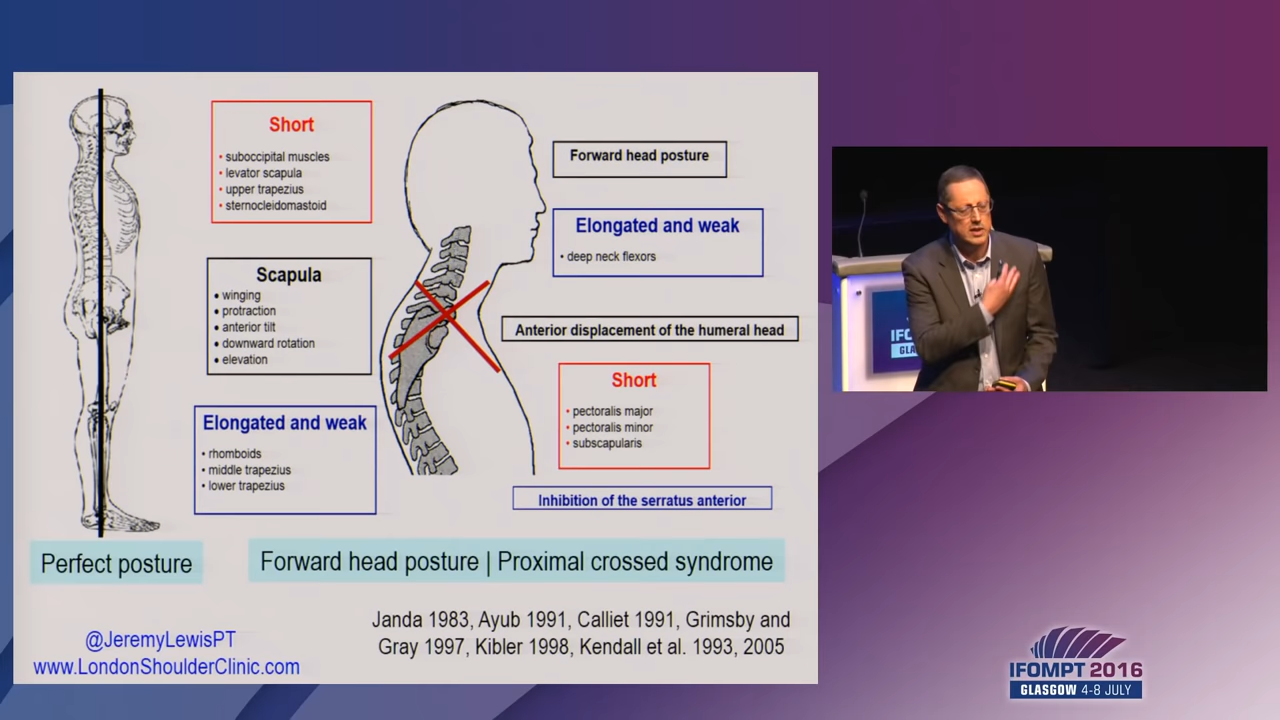 Short
• suboccipital muscles
• levator scapula
• upper trapezius
• sternocleidomastoid
Scapula
• winging
• protraction
• anterior tilt
• downward rotation
• elevation
Elongated and weak
• rhomboids
• middle trapezius
• lower trapezius
Forward head posture
Elongated and weak
• deep neck flexors
Anterior displacement of the humeral head
Short
• pectoralis major
• pectoralis minor
• subscapularis
Inhibition of the serratus anterior
Perfect posture
Forward head posture | Proximal crossed syndrome
Janda 1983, Ayub 1991, Calliet 1991, Grimsby and
Gray 1997, Kibler 1998, Kendall et al. 1993, 2005
@JeremyLewisPT
www.LondonShoulderClinic.com
IFOMPT 2016
GLASGOW 4-8 JULY